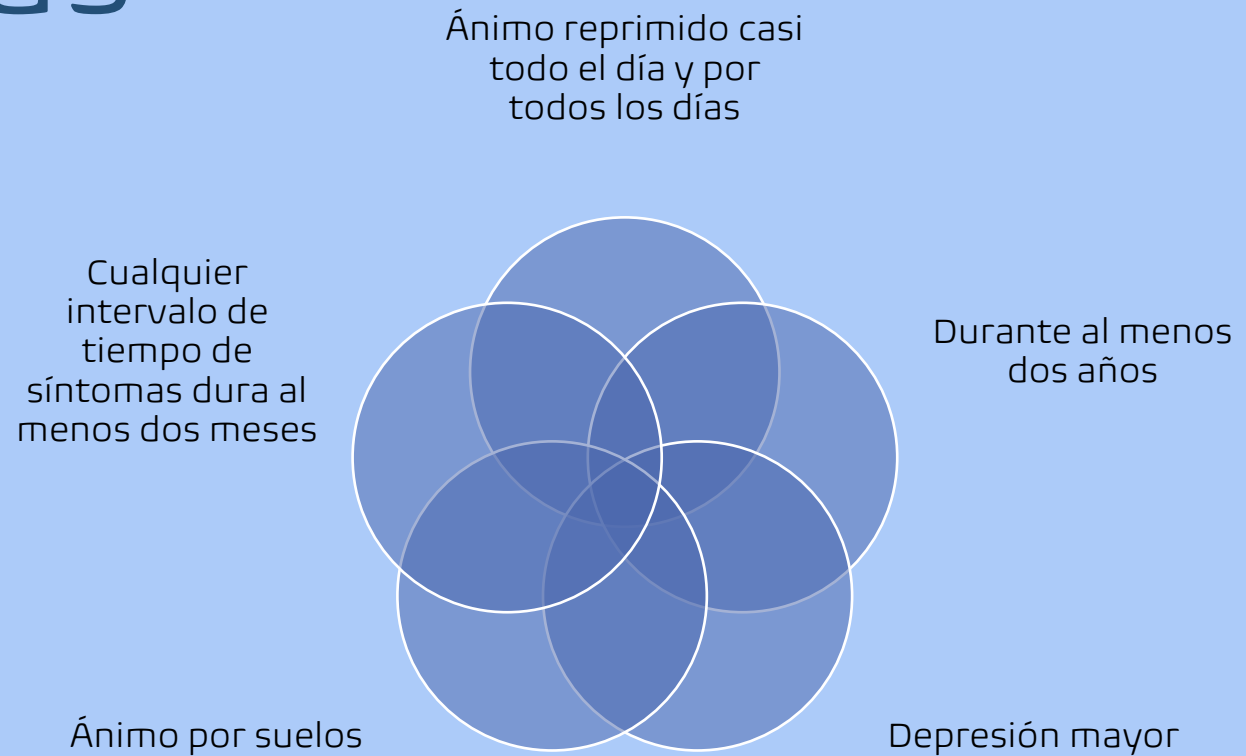 Ánimo reprimido casi
todo el día y por
todos los días
Cualquier
intervalo de
tiempo de
síntomas dura al
menos dos meses
Durante al menos
dos años
Ánimo por suelos
Depresión mayor